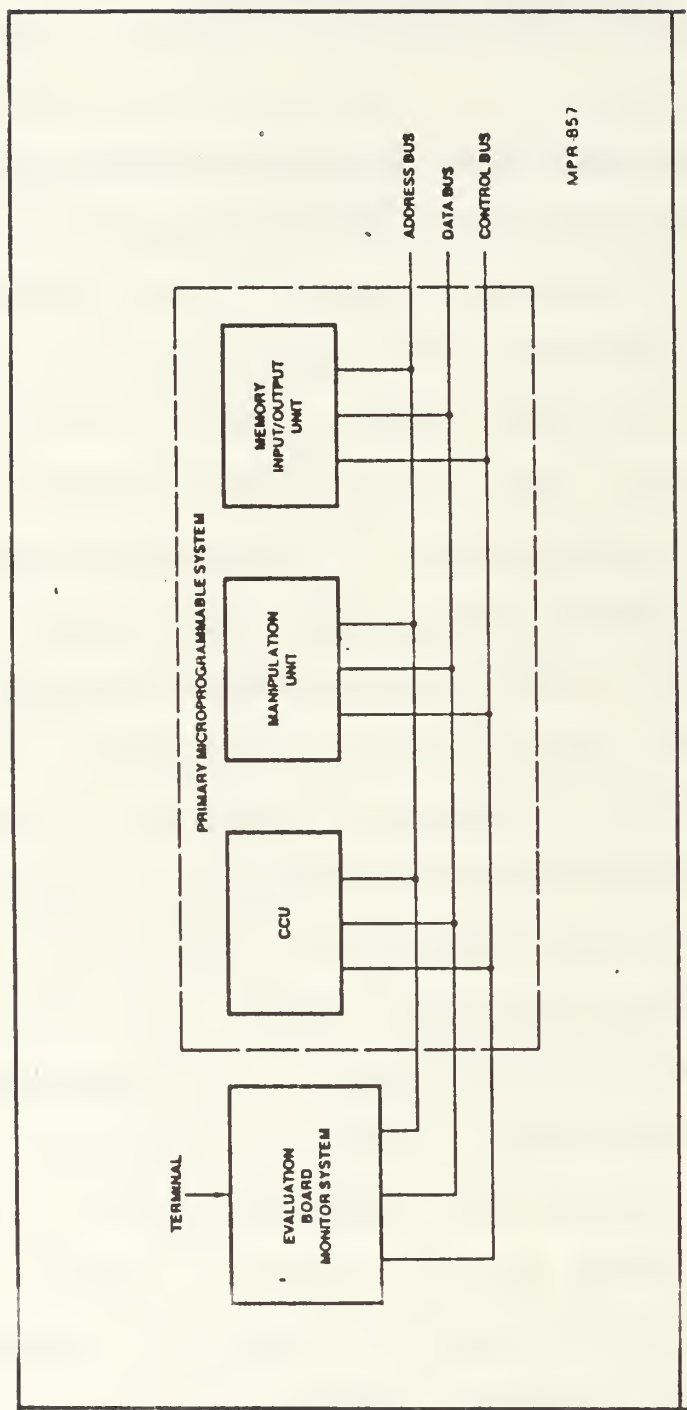 TERMINAL
EVALUATION
BOARD
MONITOR SYSTEM
PRIMARY MICROPROGRAMMABLE SYSTEM
CCU
MANIPULATION
UNIT
MEMORY
INPUT/OUTPUT
UNIT
ADDRESS BUS
DATA BUS
CONTROL BUS
MPR-857